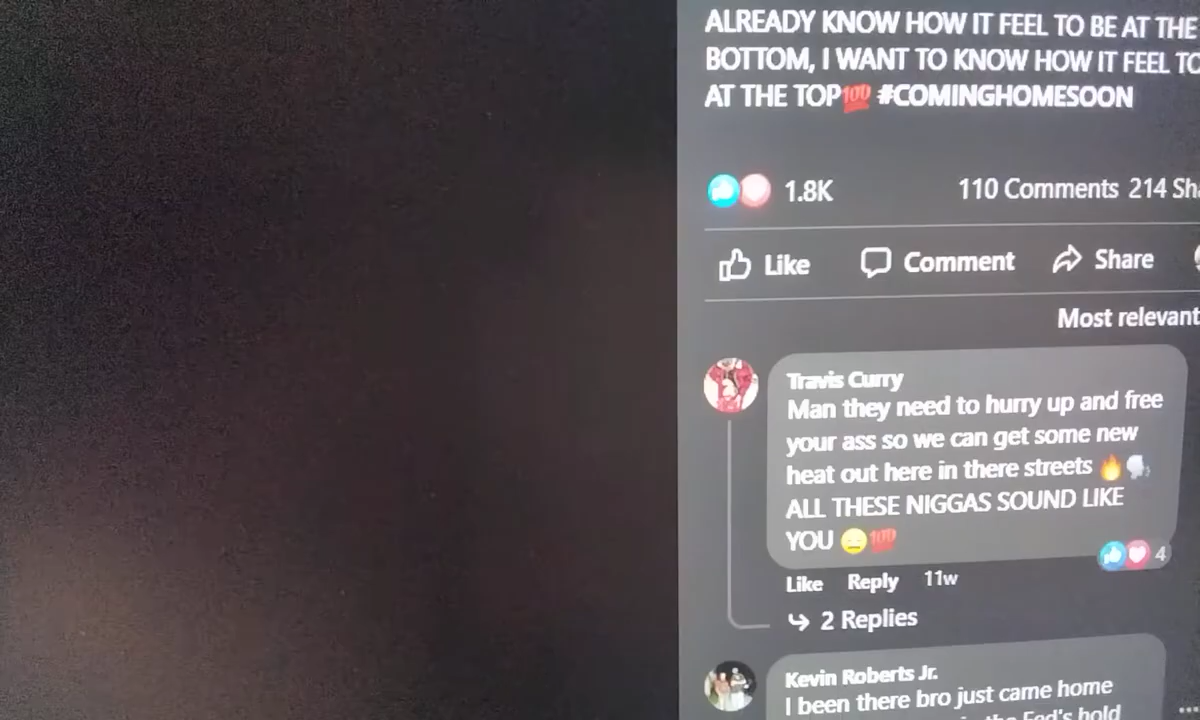 ALREADY KNOW HOW IT FEEL TO BE AT THE
BOTTOM, I WANT TO KNOW HOW IT FEEL TO
AT THE TOP💯 #COMINGHOMESOON
1.8K 110 Comments 214 Sha
Like Comment Share
Most relevant
Travis Curry
Man they need to hurry up and free
your ass so we can get some new
heat out here in there streets 🔥🗣
ALL THESE NIGGAS SOUND LIKE
YOU 😑💯
4
Like Reply 11w
2 Replies
Kevin Roberts Jr.
I been there bro just came home
the Fed's hold